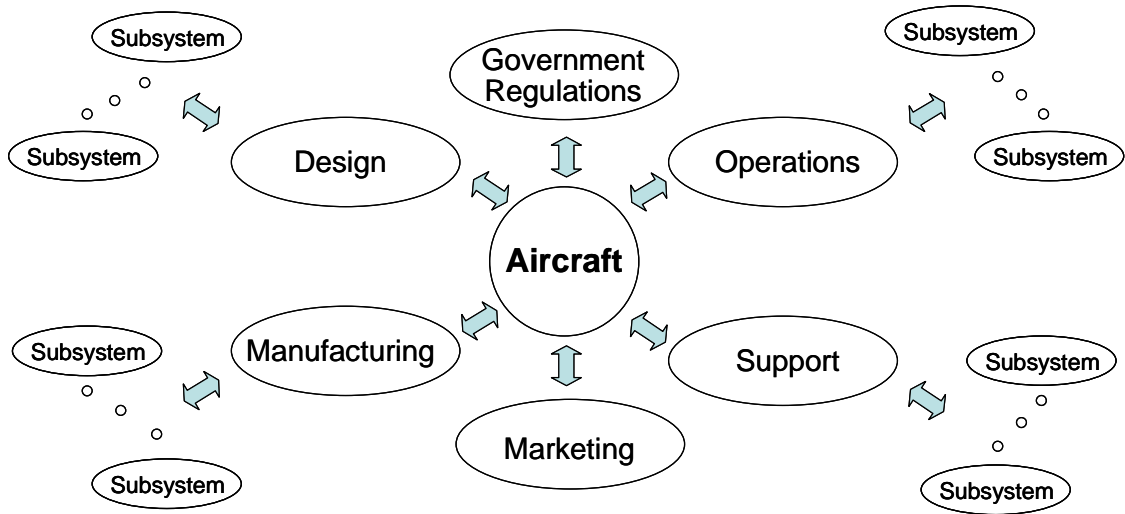 Subsystem
Subsystem
Government
Regulations
Subsystem
Subsystem
Design
Operations
Aircraft
Subsystem
Manufacturing
Support
Subsystem
Marketing
Subsystem
Subsystem